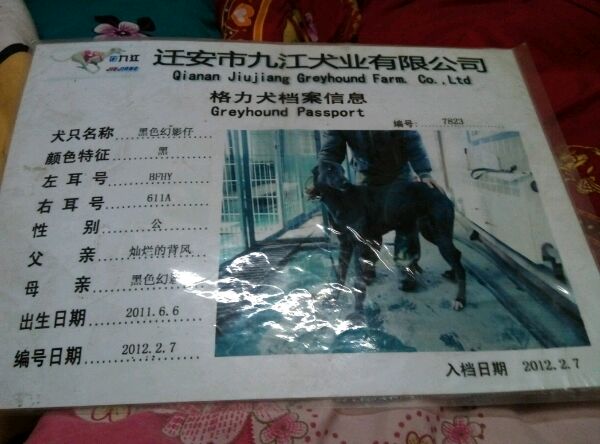 九江
JIUJIANG
迁安市九江犬业有限公司
Qianan Jiujiang Greyhound Farm. Co.,Ltd
格力犬档案信息
Greyhound Passport
编号: 7823
犬只名称 黑色幻影仔
颜色特征 黑
左耳号 BFHY
右耳号 611A
性别 公
父亲 灿烂的背风
母亲 黑色幻
出生日期 2011.6.6
编号日期 2012.2.7
入档日期 2012.2.7